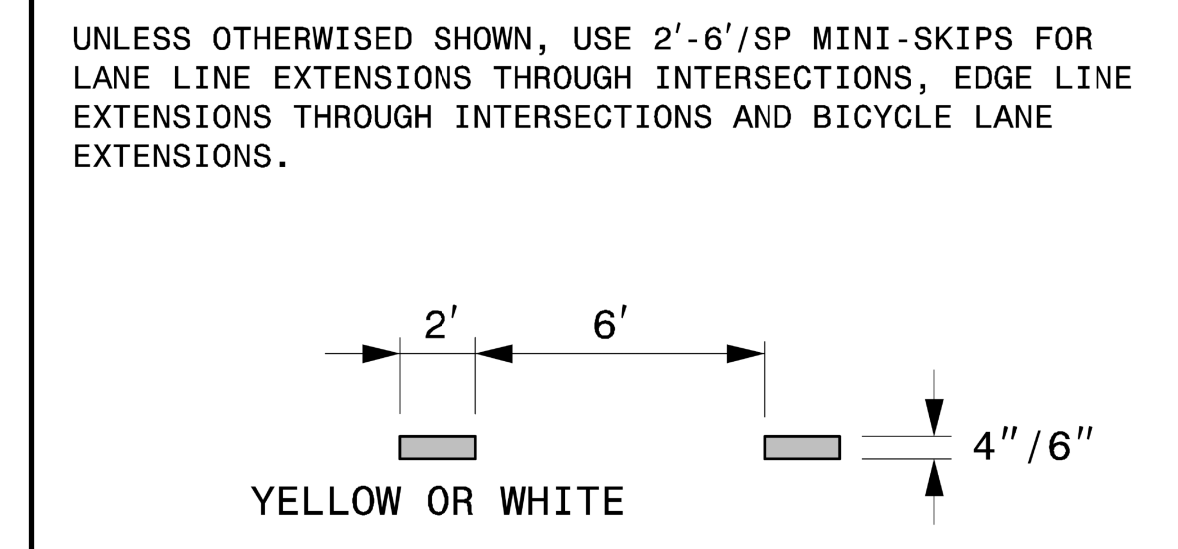 UNLESS OTHERWISED SHOWN, USE 2'-6'/SP MINI-SKIPS FOR
LANE LINE EXTENSIONS THROUGH INTERSECTIONS, EDGE LINE
EXTENSIONS THROUGH INTERSECTIONS AND BICYCLE LANE
EXTENSIONS.
2' 6'
4"/6"
YELLOW OR WHITE